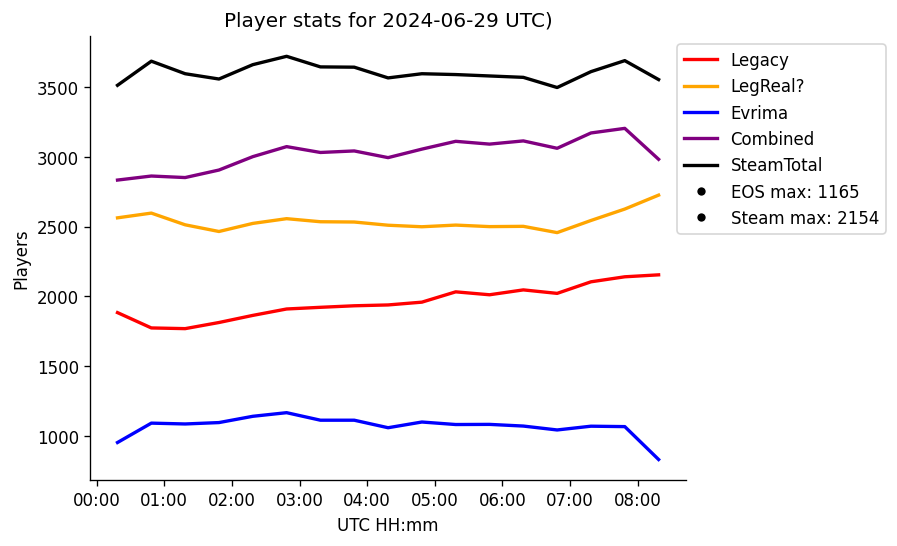 Player stats for 2024-06-29 UTC)
Legacy
LegReal?
Evrima
Combined
SteamTotal
EOS max: 1165
Steam max: 2154
Players
3500
3000
2500
2000
1500
1000
00:00 01:00 02:00 03:00 04:00 05:00 06:00 07:00 08:00
UTC HH:mm